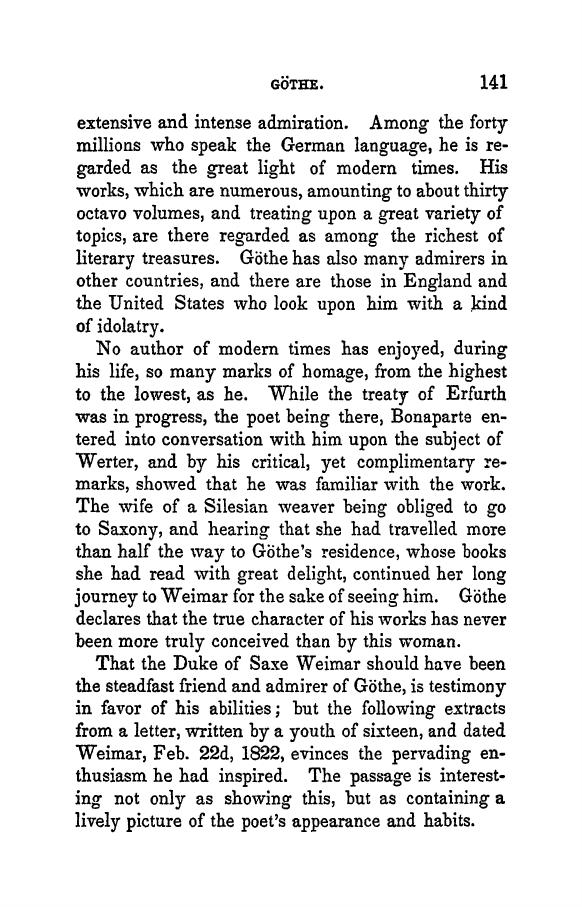 GÖTHE. 141
extensive and intense admiration. Among the forty
millions who speak the German language, he is re-
garded as the great light of modern times. His
works, which are numerous, amounting to about thirty
octavo volumes, and treating upon a great variety of
topics, are there regarded as among the richest of
literary treasures. Göthe has also many admirers in
other countries, and there are those in England and
the United States who look upon him with a kind
of idolatry.
No author of modern times has enjoyed, during
his life, so many marks of homage, from the highest
to the lowest, as he. While the treaty of Erfurth
was in progress, the poet being there, Bonaparte en-
tered into conversation with him upon the subject of
Werter, and by his critical, yet complimentary re-
marks, showed that he was familiar with the work.
The wife of a Silesian weaver being obliged to go
to Saxony, and hearing that she had travelled more
than half the way to Göthe's residence, whose books
she had read with great delight, continued her long
journey to Weimar for the sake of seeing him. Göthe
declares that the true character of his works has never
been more truly conceived than by this woman.
That the Duke of Saxe Weimar should have been
the steadfast friend and admirer of Göthe, is testimony
in favor of his abilities; but the following extracts
from a letter, written by a youth of sixteen, and dated
Weimar, Feb. 22d, 1822, evinces the pervading en-
thusiasm he had inspired. The passage is interest-
ing not only as showing this, but as containing a
lively picture of the poet's appearance and habits.